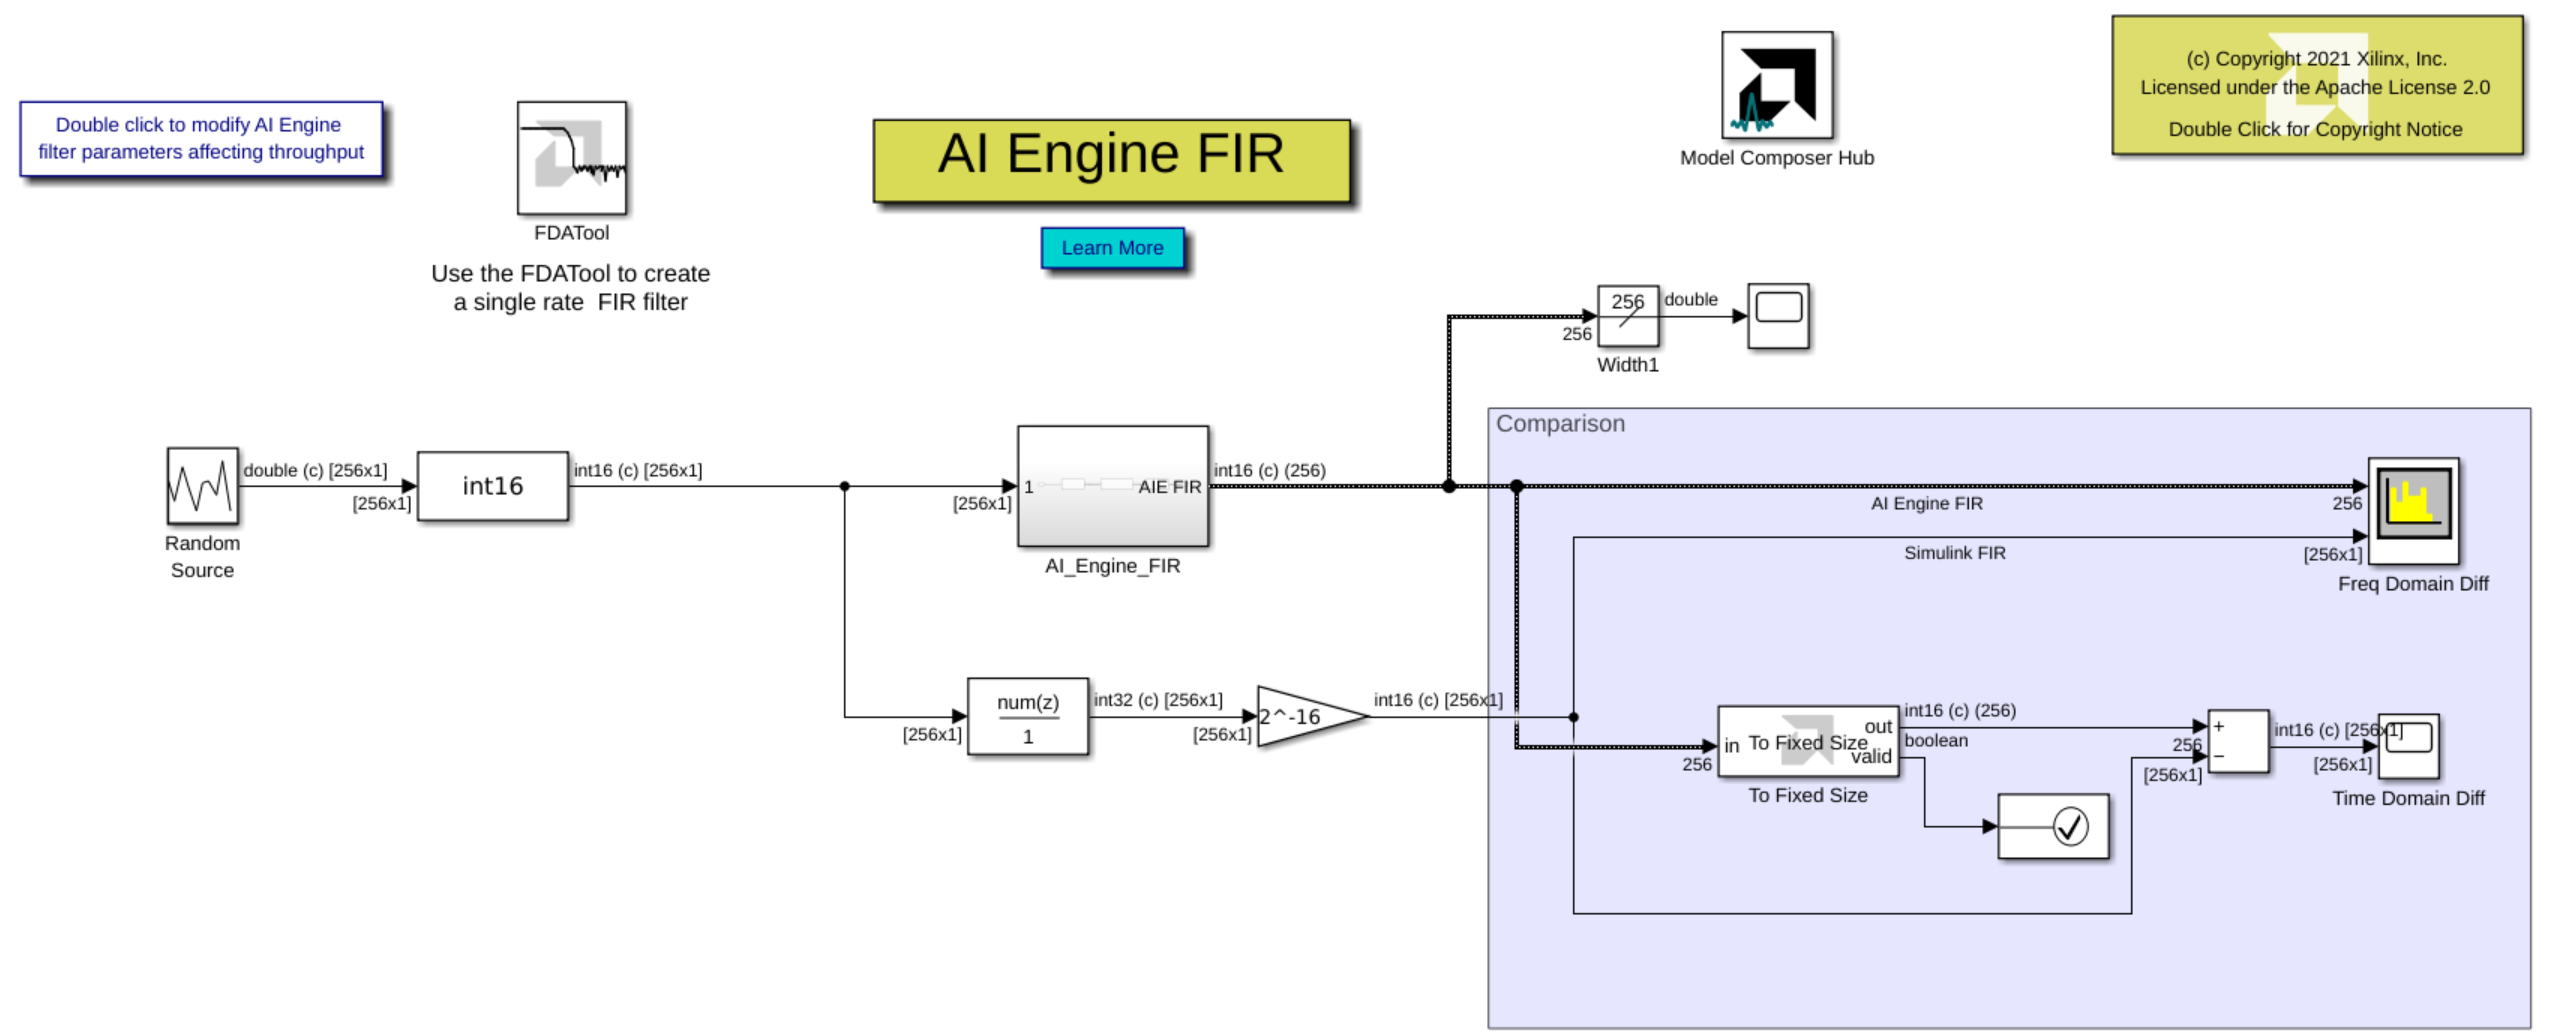 (c) Copyright 2021 Xilinx, Inc.
Licensed under the Apache License 2.0
Double Click for Copyright Notice
Double click to modify AI Engine
filter parameters affecting throughput
AI Engine FIR
Model Composer Hub
FDATool
Learn More
Use the FDATool to create
a single rate  FIR filter
256
double
256
Width1
Comparison
double (c) [256x1]
[256x1]
int16
int16 (c) [256x1]
[256x1]
1
AIE FIR
int16 (c) (256)
AI Engine FIR
256
Simulink FIR
[256x1]
Freq Domain Diff
Random
Source
AI_Engine_FIR
[256x1]
num(z)
1
int32 (c) [256x1]
[256x1]
2^-16
int16 (c) [256x1]
256
in
To Fixed Size
out
valid
To Fixed Size
int16 (c) (256)
boolean
256
[256x1]
+
−
int16 (c) [256x1]
[256x1]
Time Domain Diff